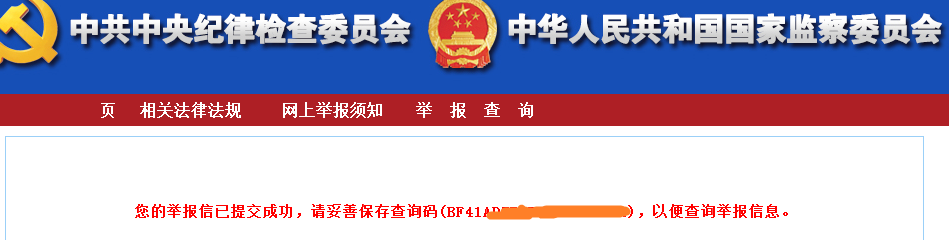 中共中央纪律检查委员会 中华人民共和国国家监察委员会
页 相关法律法规 网上举报须知 举 报 查 询
您的举报信已提交成功，请妥善保存查询码(BF41AD），以便查询举报信息。